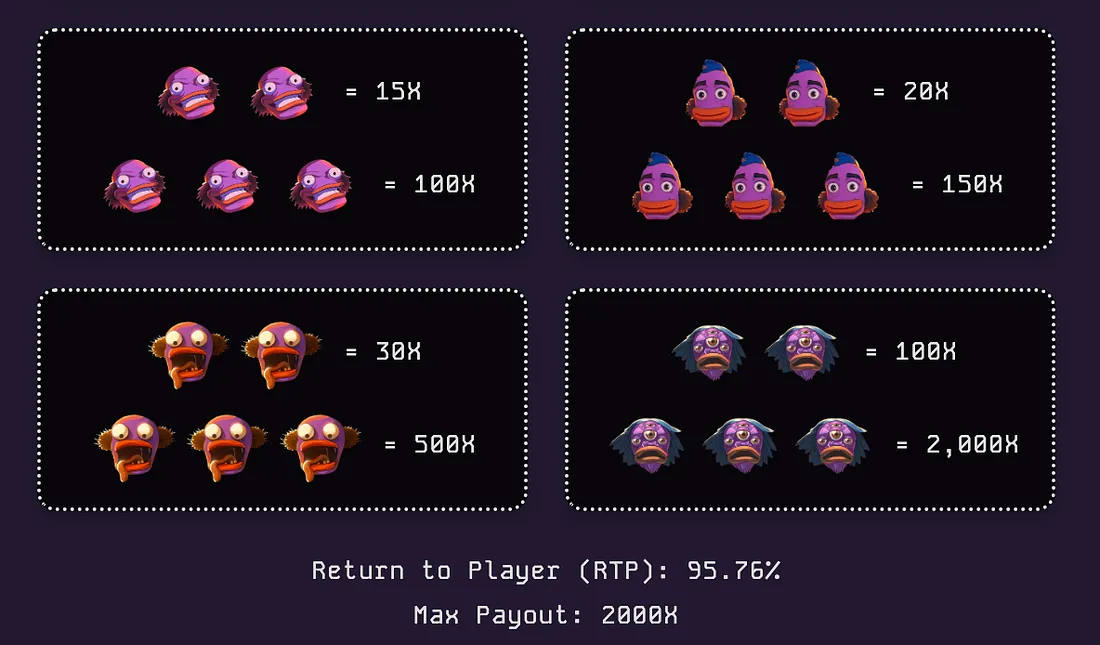 = 15X
= 100X
= 20X
= 150X
= 30X
= 500X
= 100X
= 2,000X
Return to Player (RTP): 95.76%
Max Payout: 2000X